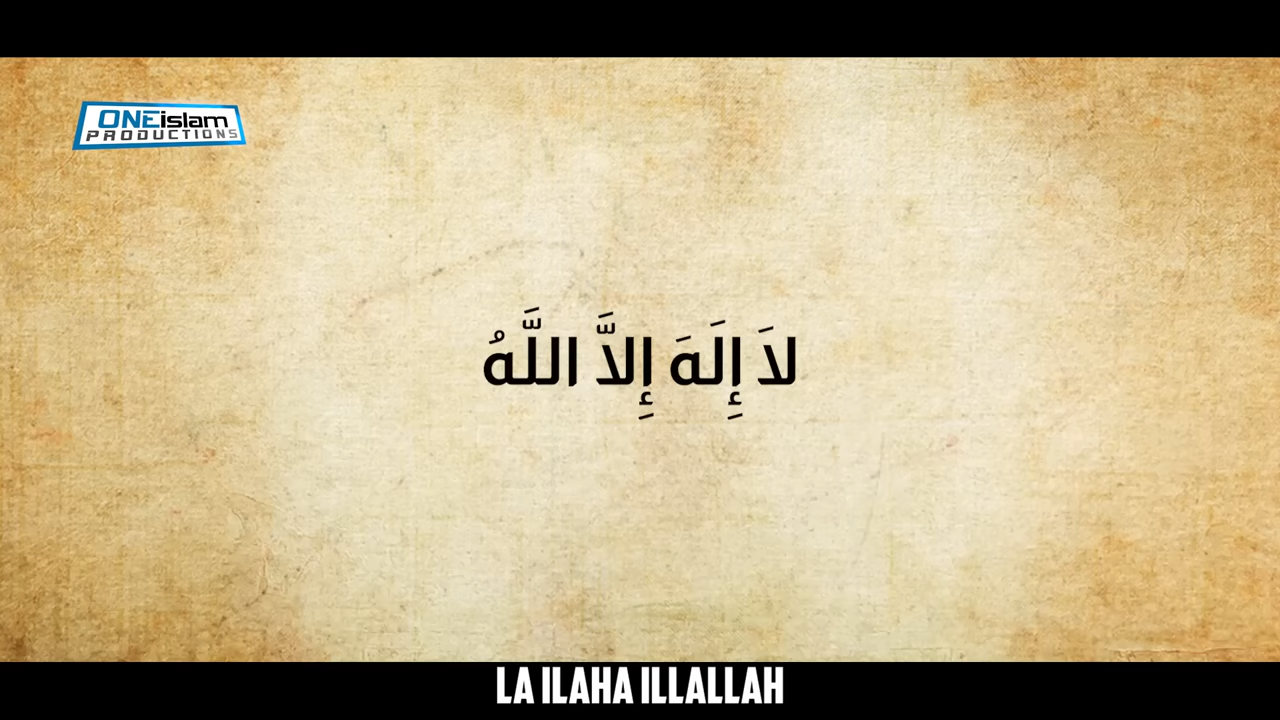 ONEislam
PRODUCTIONS
لاَ إِلَهَ إِلاَّ اللَّهُ
LA ILAHA ILLALLAH